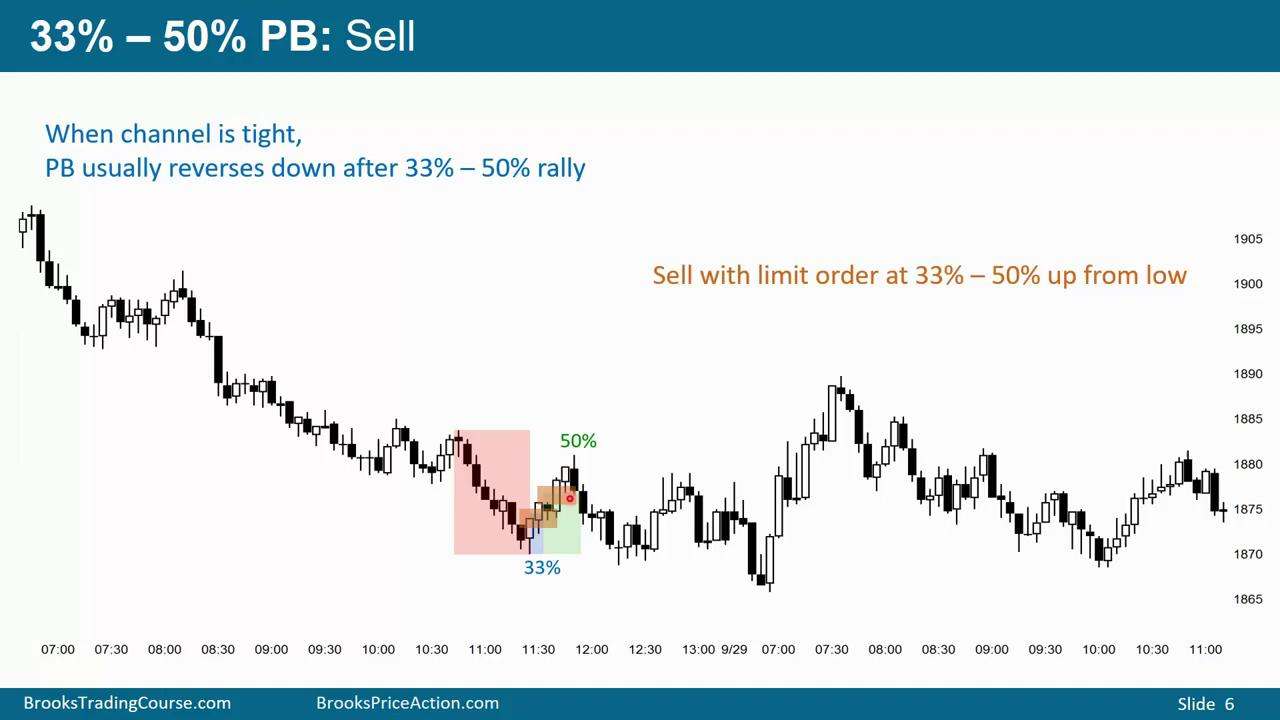 33% – 50% PB: Sell
When channel is tight,
PB usually reverses down after 33% – 50% rally
Sell with limit order at 33% – 50% up from low
1905
1900
1895
1890
1885
1880
1875
1870
1865
50%
33%
07:00 07:30 08:00 08:30 09:00 09:30 10:00 10:30 11:00 11:30 12:00 12:30 13:00 9/29 07:00 07:30 08:00 08:30 09:00 09:30 10:00 10:30 11:00
BrooksTradingCourse.com BrooksPriceAction.com Slide 6